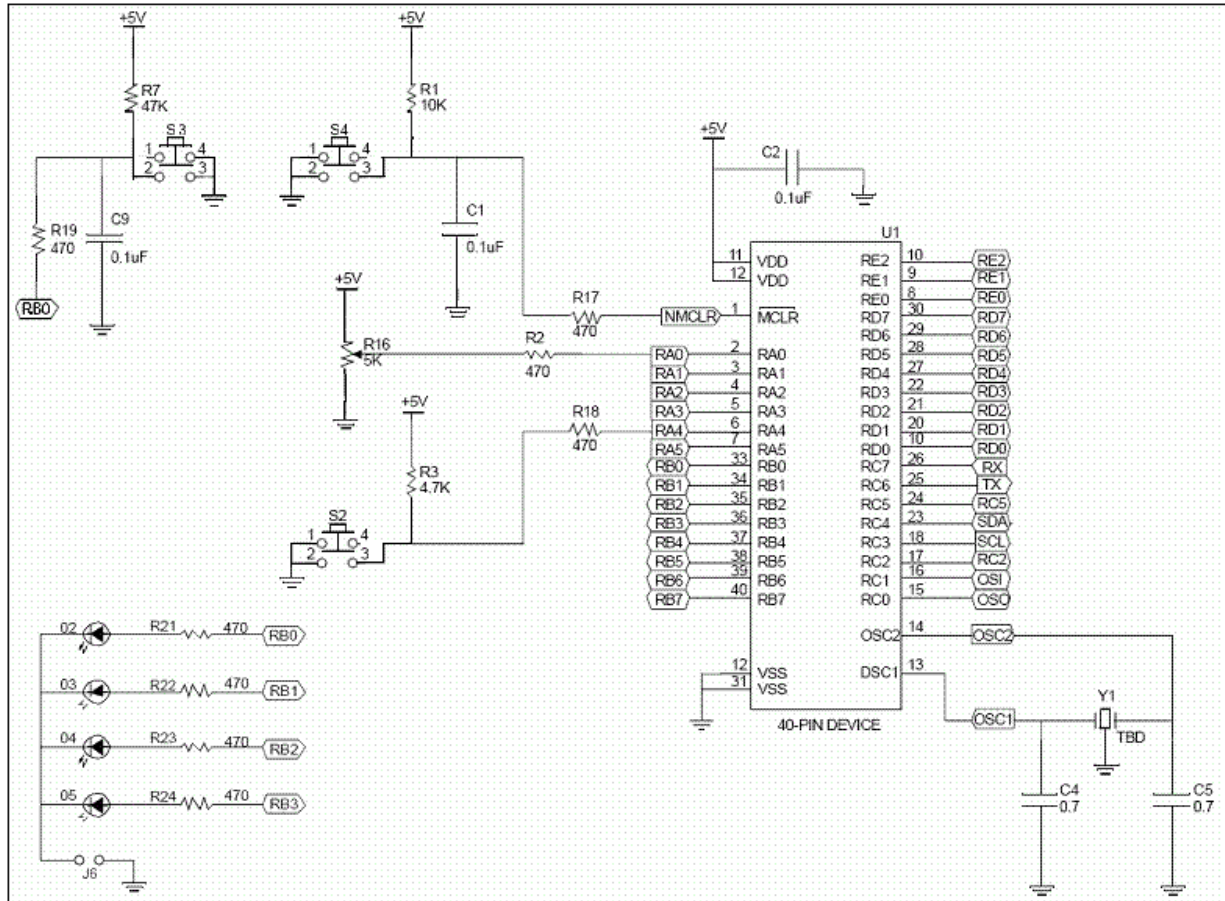 +5V
+5V
R7
47K
R1
10K
S3
1 4
2 3
S4
1 4
2 3
+5V
C2
0.1uF
R19
470
C9
0.1uF
C1
0.1uF
RB0
+5V
R16
5K
R17
470
NMCLR
R2
470
+5V
R18
470
R3
4.7K
S2
1 4
2 3
U1
11 VDD
12 VDD
1 MCLR
RA0 2 RA0
RA1 3 RA1
RA2 4 RA2
RA3 5 RA3
RA4 6 RA4
RA5 7 RA5
RB0 33 RB0
RB1 34 RB1
RB2 35 RB2
RB3 36 RB3
RB4 37 RB4
RB5 38 RB5
RB6 39 RB6
RB7 40 RB7
12 VSS
31 VSS
RE2 10 RE2
RE1 9 RE1
RE0 8 RE0
RD7 30 RD7
RD6 29 RD6
RD5 28 RD5
RD4 27 RD4
RD3 22 RD3
RD2 21 RD2
RD1 20 RD1
RD0 10 RD0
RC7 26 RX
RC6 25 TX
RC5 24 RC5
RC4 23 SDA
RC3 18 SCL
RC2 17 RC2
RC1 16 OSI
RC0 15 OSO
OSC2 14 OSC2
DSC1 13
OSC1
40-PIN DEVICE
Y1
TBD
C4
0.7
C5
0.7
02 R21 470 RB0
03 R22 470 RB1
04 R23 470 RB2
05 R24 470 RB3
J6